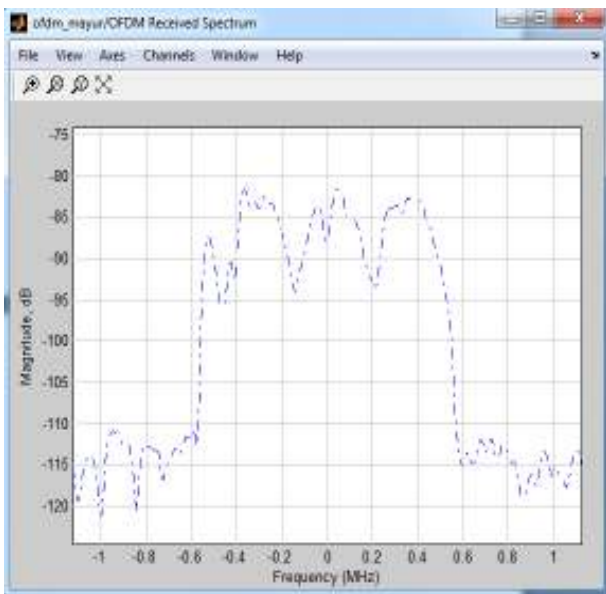 ofdm_mayur/OFDM Received Spectrum
File View Axes Channels Window Help
-75
-80
-85
-90
-95
-100
-105
-110
-115
-120
Magnitude, dB
-1 -0.8 -0.6 -0.4 -0.2 0 0.2 0.4 0.6 0.8 1
Frequency (MHz)